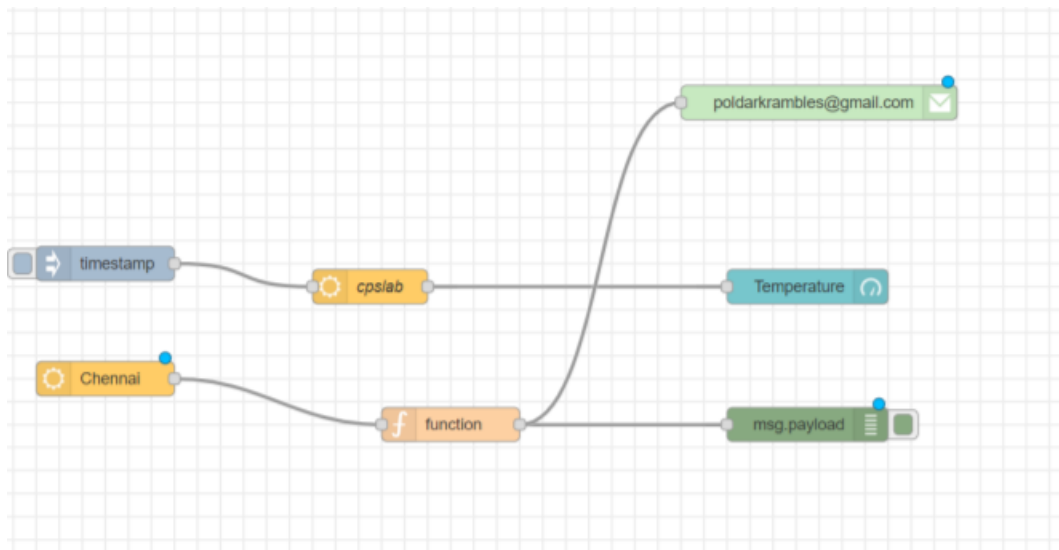 poldarkrambles@gmail.com
timestamp
cpslab
Temperature
Chennai
function
msg.payload